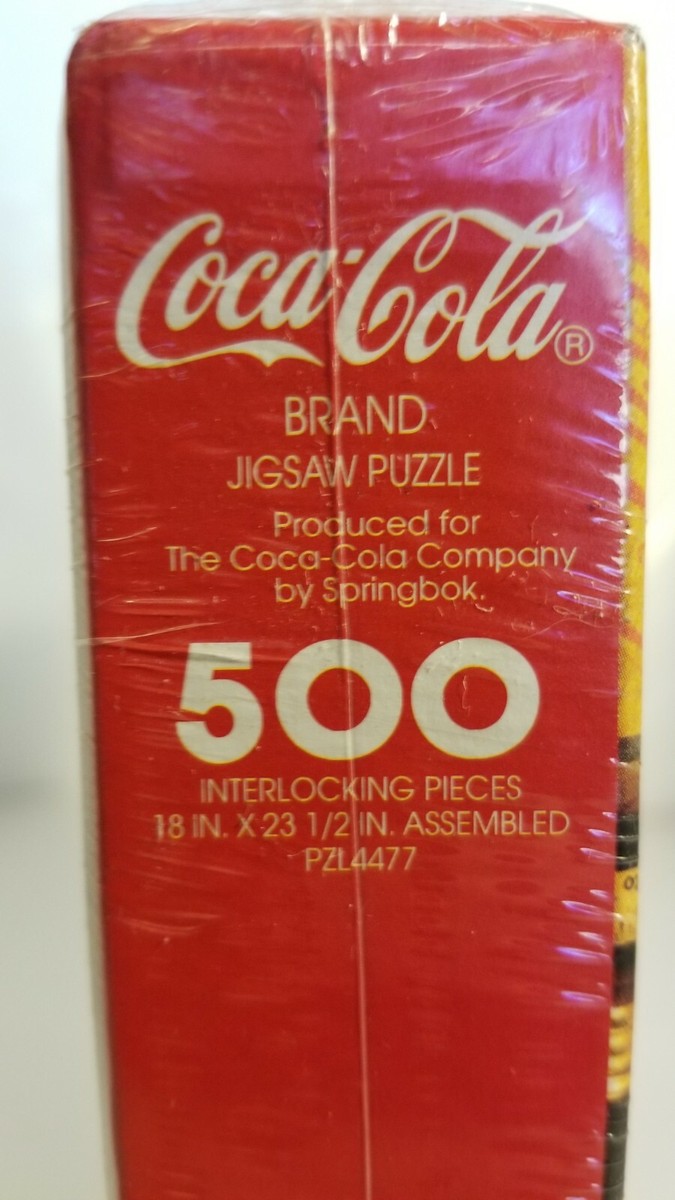 Coca-Cola®
BRAND
JIGSAW PUZZLE
Produced for
The Coca-Cola Company
by Springbok.
500
INTERLOCKING PIECES
18 IN. X 23 1/2 IN. ASSEMBLED
PZL4477